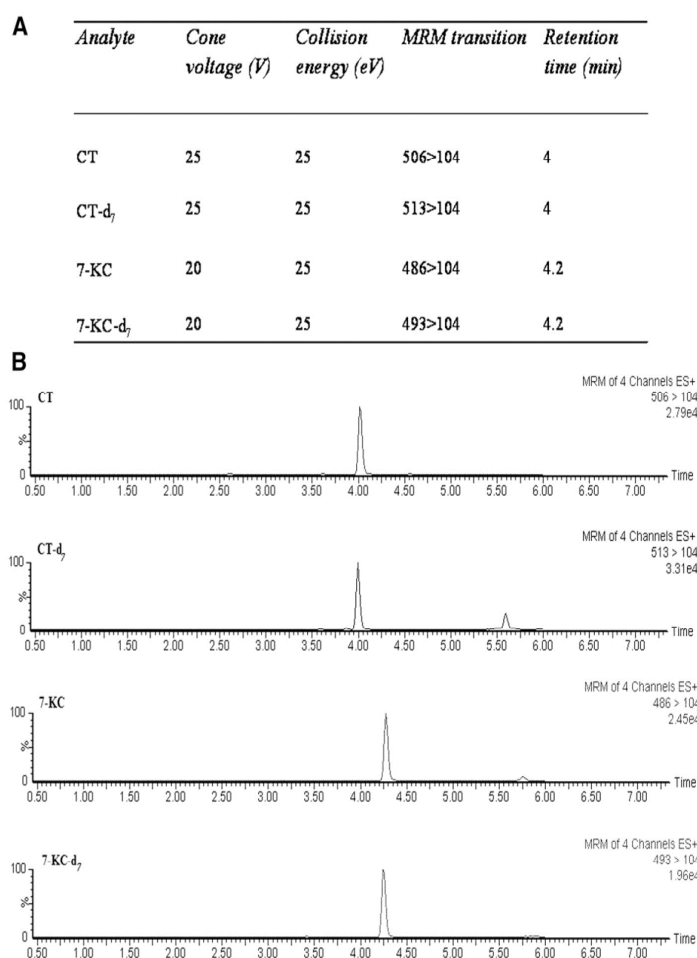 A
Analyte Cone Collision MRM transition Retention
voltage (V) energy (eV) time (min)
CT 25 25 506>104 4
CT-d7 25 25 513>104 4
7-KC 20 25 486>104 4.2
7-KC-d7 20 25 493>104 4.2
B
MRM of 4 Channels ES+
CT 506 > 104
100 2.79e4
%
0
0.50 1.00 1.50 2.00 2.50 3.00 3.50 4.00 4.50 5.00 5.50 6.00 6.50 7.00 Time
MRM of 4 Channels ES+
CT-d7 513 > 104
100 3.31e4
%
0
0.50 1.00 1.50 2.00 2.50 3.00 3.50 4.00 4.50 5.00 5.50 6.00 6.50 7.00 Time
MRM of 4 Channels ES+
7-KC 486 > 104
100 2.45e4
%
0
0.50 1.00 1.50 2.00 2.50 3.00 3.50 4.00 4.50 5.00 5.50 6.00 6.50 7.00 Time
MRM of 4 Channels ES+
7-KC-d7 493 > 104
100 1.96e4
%
0
0.50 1.00 1.50 2.00 2.50 3.00 3.50 4.00 4.50 5.00 5.50 6.00 6.50 7.00 Time